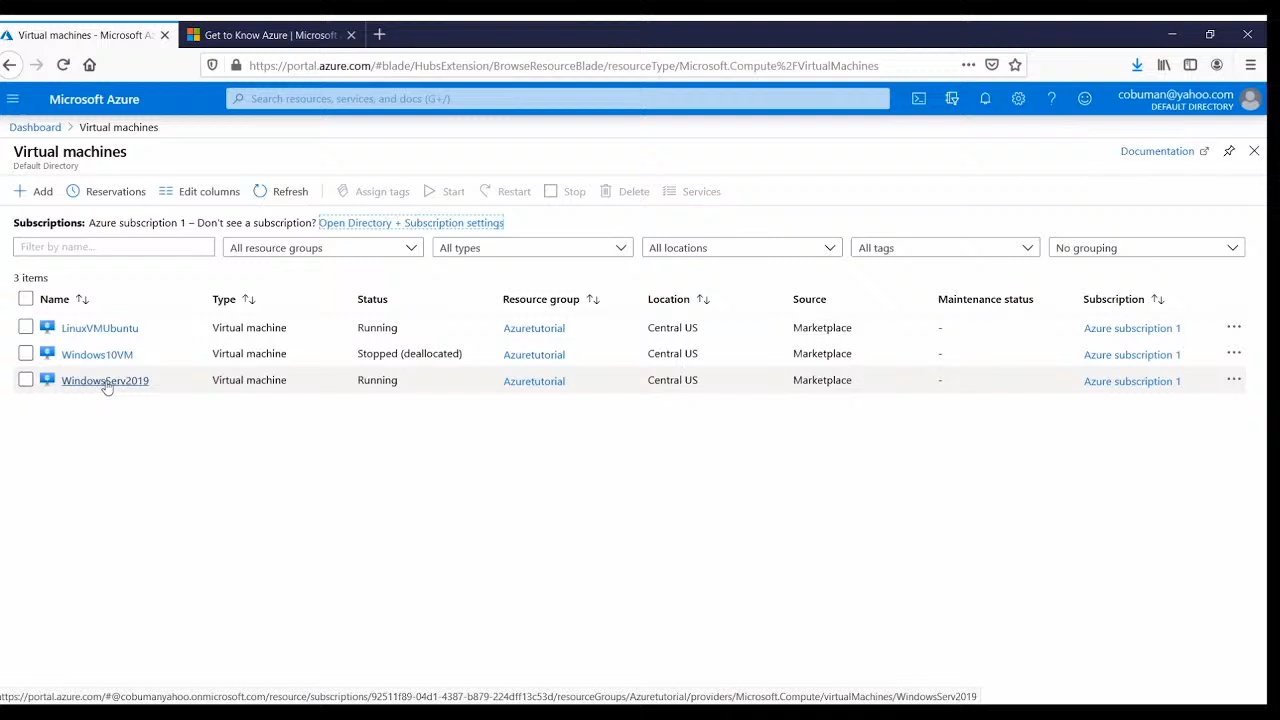 Virtual machines - Microsoft Az
Get to Know Azure | Microsoft
https://portal.azure.com/#blade/HubsExtension/BrowseResourceBlade/resourceType/Microsoft.Compute%2FVirtualMachines
Microsoft Azure
Search resources, services, and docs (G+/)
cobuman@yahoo.com
DEFAULT DIRECTORY
Dashboard > Virtual machines
Virtual machines
Default Directory
Documentation
Add Reservations Edit columns Refresh Assign tags Start Restart Stop Delete Services
Subscriptions: Azure subscription 1 – Don't see a subscription? Open Directory + Subscription settings
Filter by name... All resource groups All types All locations All tags No grouping
3 items
Name Type Status Resource group Location Source Maintenance status Subscription
LinuxVMUbuntu Virtual machine Running Azuretutorial Central US Marketplace - Azure subscription 1 ...
Windows10VM Virtual machine Stopped (deallocated) Azuretutorial Central US Marketplace - Azure subscription 1 ...
WindowsServ2019 Virtual machine Running Azuretutorial Central US Marketplace - Azure subscription 1 ...
https://portal.azure.com/#@cobumanyahoo.onmicrosoft.com/resource/subscriptions/92511f89-04d1-4387-b879-224dff13c53d/resourceGroups/Azuretutorial/providers/Microsoft.Compute/virtualMachines/WindowsServ2019